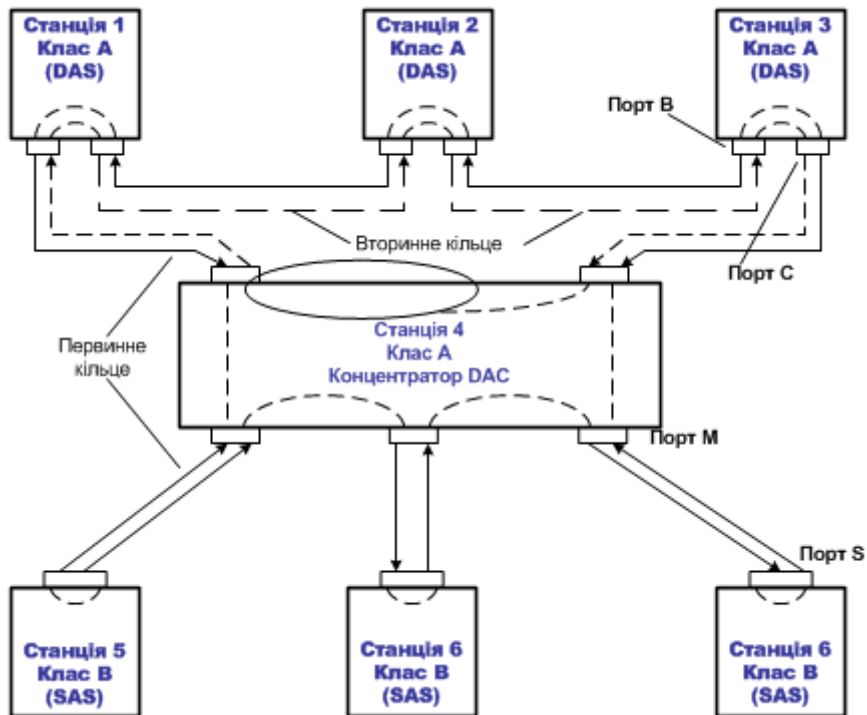 Станція 1
Клас A
(DAS)
Станція 2
Клас A
(DAS)
Станція 3
Клас A
(DAS)
Порт B
Вторинне кільце
Порт C
Первинне
кільце
Станція 4
Клас A
Концентратор DAC
Порт M
Порт S
Станція 5
Клас B
(SAS)
Станція 6
Клас B
(SAS)
Станція 6
Клас B
(SAS)